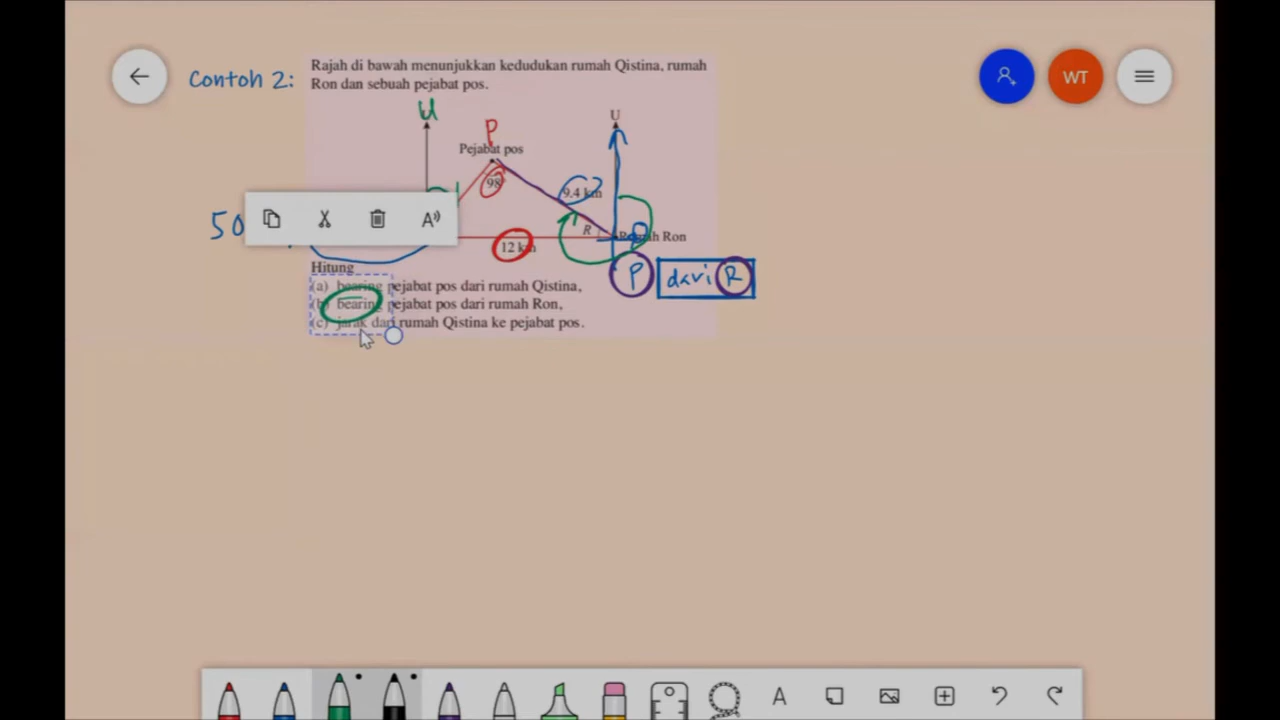 WT
Contoh 2:
Rajah di bawah menunjukkan kedudukan rumah Qistina, rumah
Ron dan sebuah pejabat pos.
U
U
P
Pejabat pos
98
9.4 km
50
R
Rumah Ron
12 km
P dari R
Hitung
(a) bearing pejabat pos dari rumah Qistina,
(b) bearing pejabat pos dari rumah Ron,
(c) jarak dari rumah Qistina ke pejabat pos.
A
A